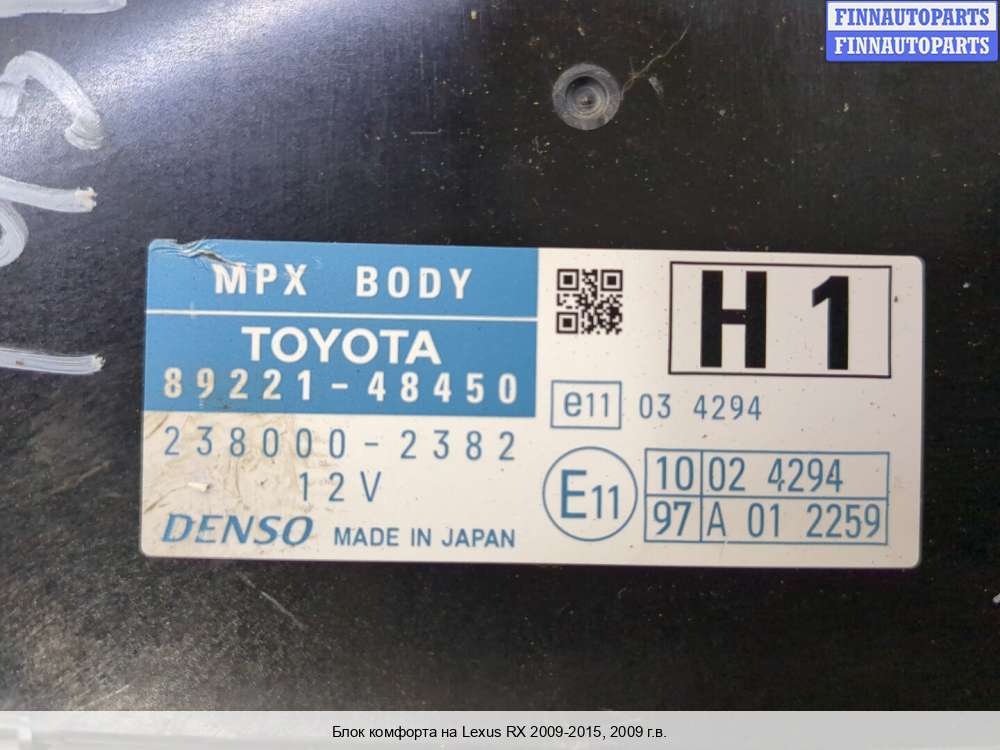 FINNAUTOPARTS
FINNAUTOPARTS
MPX BODY
TOYOTA
89221-48450
238000-2382
12V
DENSO MADE IN JAPAN
H1
e11 03 4294
E11
10 02 4294
97 A 01 2259
Блок комфорта на Lexus RX 2009-2015, 2009 г.в.